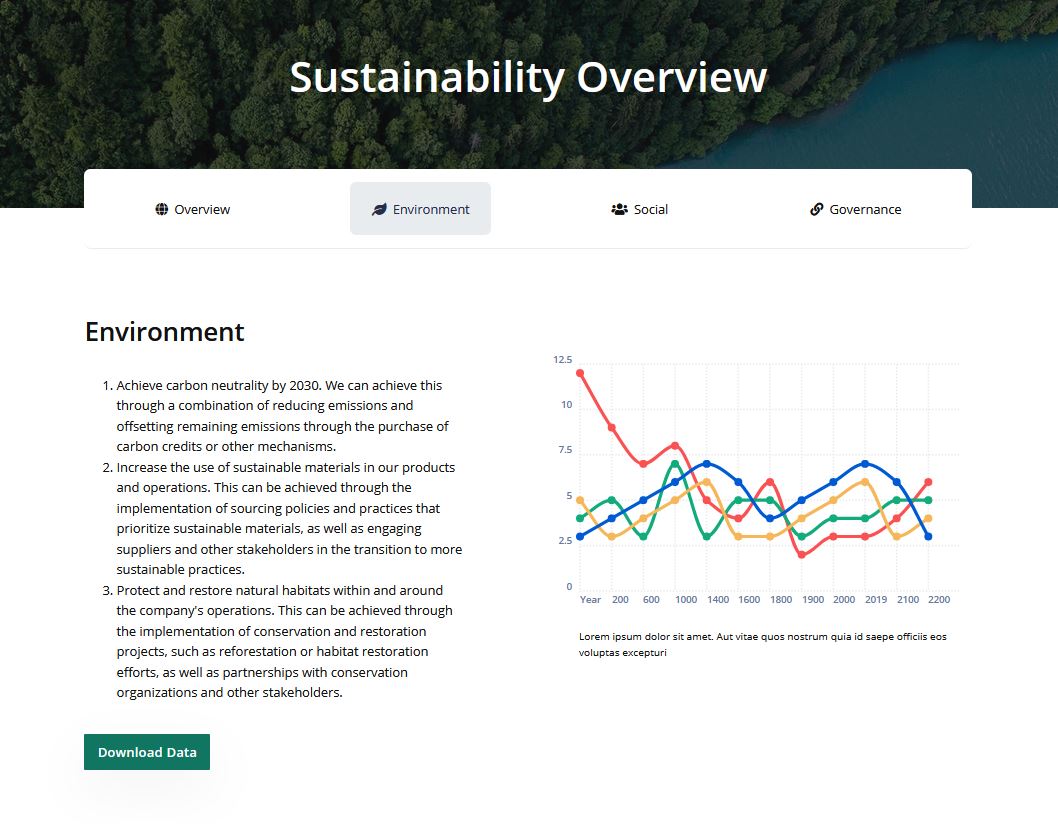 Sustainability Overview
Overview
Environment
Social
Governance
Environment
1. Achieve carbon neutrality by 2030. We can achieve this
through a combination of reducing emissions and
offsetting remaining emissions through the purchase of
carbon credits or other mechanisms.
2. Increase the use of sustainable materials in our products
and operations. This can be achieved through the
implementation of sourcing policies and practices that
prioritize sustainable materials, as well as engaging
suppliers and other stakeholders in the transition to more
sustainable practices.
3. Protect and restore natural habitats within and around
the company's operations. This can be achieved through
the implementation of conservation and restoration
projects, such as reforestation or habitat restoration
efforts, as well as partnerships with conservation
organizations and other stakeholders.
Download Data
12.5
10
7.5
5
2.5
0
Year 200 600 1000 1400 1600 1800 1900 2000 2019 2100 2200
Lorem ipsum dolor sit amet. Aut vitae quos nostrum quia id saepe officiis eos
voluptas excepturi